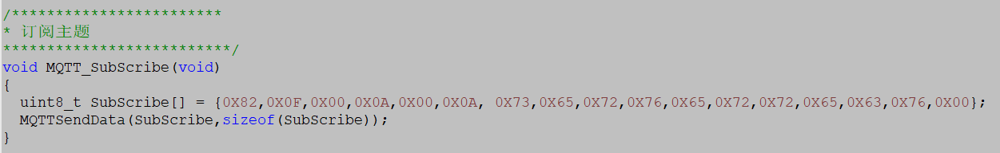 /************************
* 订阅主题
**************************/
void MQTT_SubScribe(void)
{
  uint8_t SubScribe[] = {0X82,0X0F,0X00,0X0A,0X00,0X0A, 0X73,0X65,0X72,0X76,0X65,0X72,0X72,0X65,0X63,0X76,0X00};
  MQTTSendData(SubScribe,sizeof(SubScribe));
}